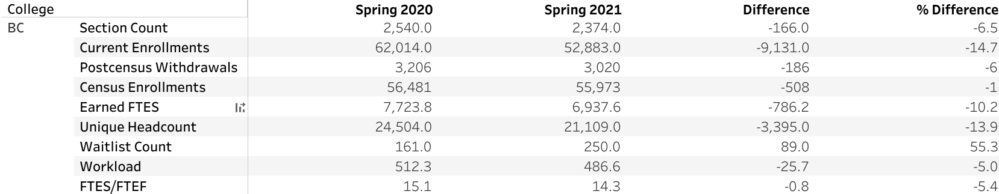 College Spring 2020 Spring 2021 Difference % Difference
BC Section Count 2,540.0 2,374.0 -166.0 -6.5
Current Enrollments 62,014.0 52,883.0 -9,131.0 -14.7
Postcensus Withdrawals 3,206 3,020 -186 -6
Census Enrollments 56,481 55,973 -508 -1
Earned FTES 7,723.8 6,937.6 -786.2 -10.2
Unique Headcount 24,504.0 21,109.0 -3,395.0 -13.9
Waitlist Count 161.0 250.0 89.0 55.3
Workload 512.3 486.6 -25.7 -5.0
FTES/FTEF 15.1 14.3 -0.8 -5.4